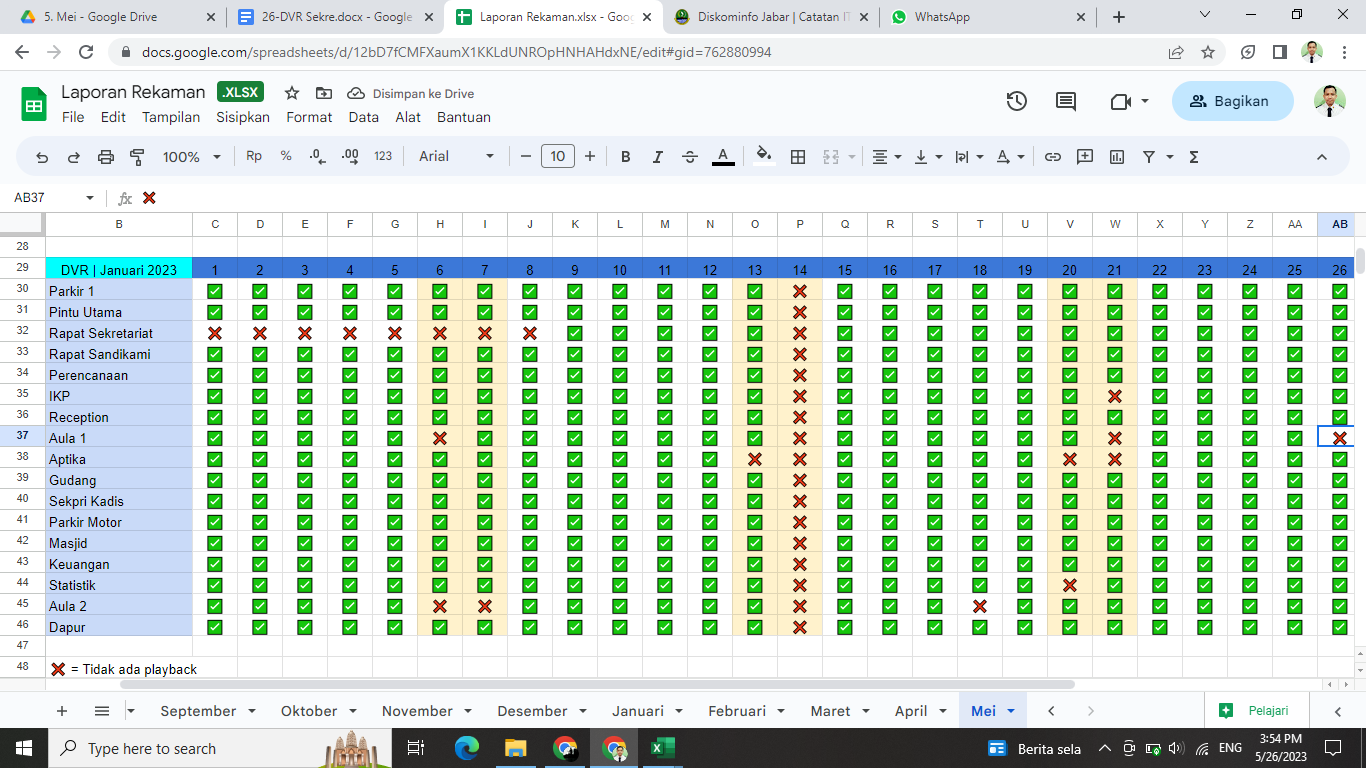 5. Mei - Google Drive
26-DVR Sekre.docx - Google
Laporan Rekaman.xlsx - Goo
Diskominfo Jabar | Catatan IT
WhatsApp
docs.google.com/spreadsheets/d/12bD7fCMFXaumX1KKLdUNROpHNHAHdxNE/edit#gid=762880994
Laporan Rekaman .XLSX Disimpan ke Drive
File Edit Tampilan Sisipkan Format Data Alat Bantuan
Bagikan
100% Rp % .0 .00 123 Arial 10 B I A
AB37 fx ❌
B C D E F G H I J K L M N O P Q R S T U V W X Y Z AA AB
28
29 DVR | Januari 2023 1 2 3 4 5 6 7 8 9 10 11 12 13 14 15 16 17 18 19 20 21 22 23 24 25 26
30 Parkir 1
31 Pintu Utama
32 Rapat Sekretariat
33 Rapat Sandikami
34 Perencanaan
35 IKP
36 Reception
37 Aula 1
38 Aptika
39 Gudang
40 Sekpri Kadis
41 Parkir Motor
42 Masjid
43 Keuangan
44 Statistik
45 Aula 2
46 Dapur
47
48 ❌ = Tidak ada playback
September Oktober November Desember Januari Februari Maret April Mei Pelajari
Type here to search
Berita sela ENG
3:54 PM
5/26/2023